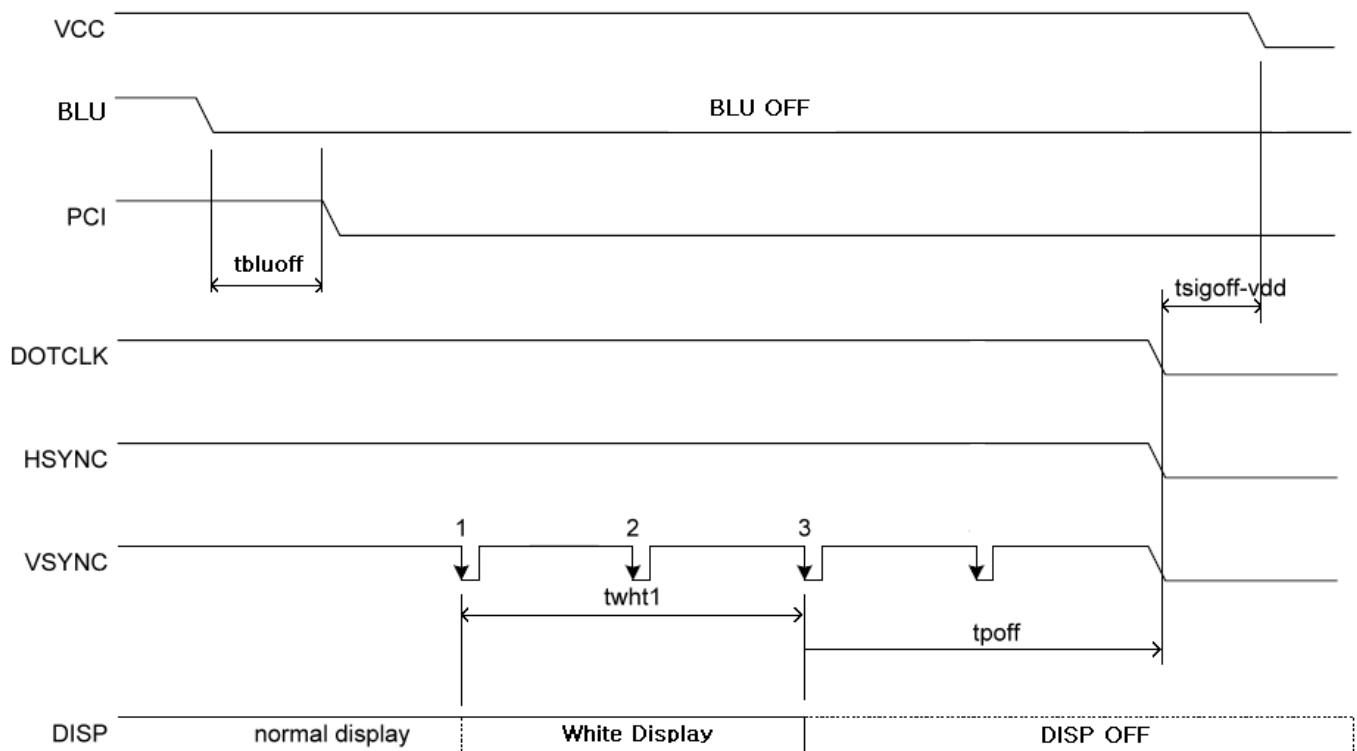 VCC
BLU
BLU OFF
PCI
tbluoff
tsigoff-vdd
DOTCLK
HSYNC
1 2 3
VSYNC
twht1
tpoff
DISP normal display White Display DISP OFF